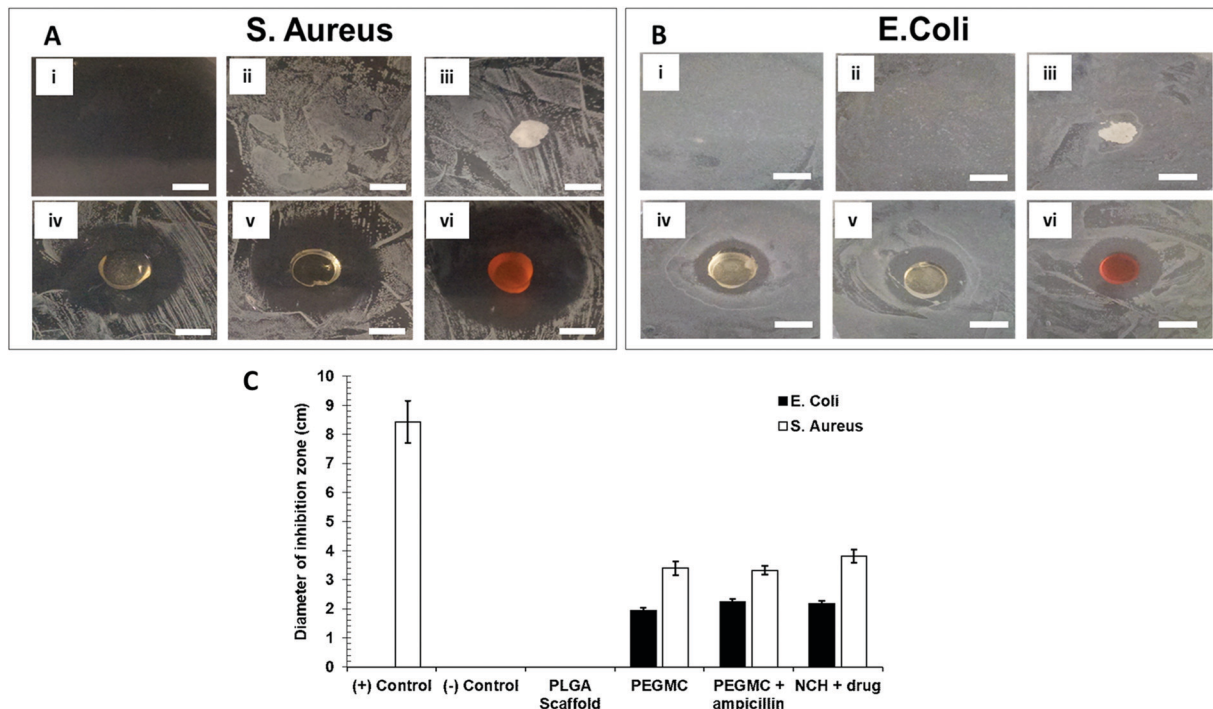 A
S. Aureus
i
ii
iii
iv
v
vi
B
E.Coli
i
ii
iii
iv
v
vi
C
Diameter of inhibition zone (cm)
10
9
8
7
6
5
4
3
2
1
0
E. Coli
S. Aureus
(+) Control
(-) Control
PLGA
Scaffold
PEGMC
PEGMC +
ampicillin
NCH + drug